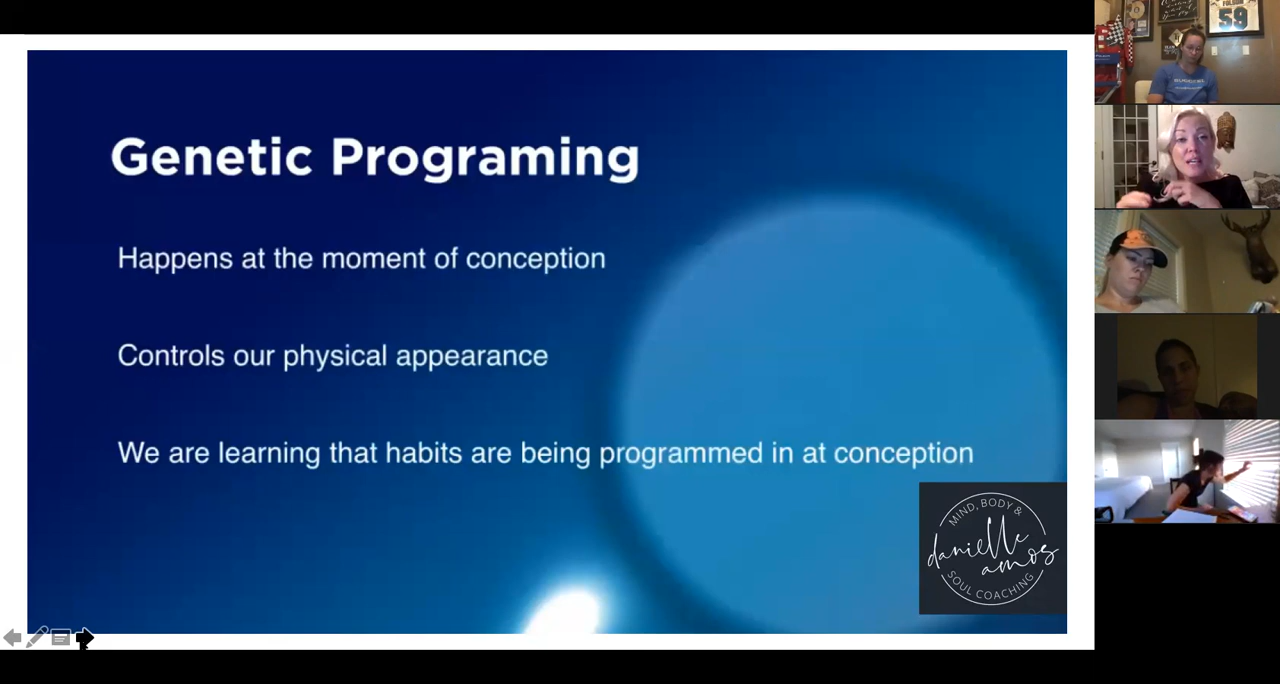 Genetic Programing
Happens at the moment of conception
Controls our physical appearance
We are learning that habits are being programmed in at conception
MIND, BODY &
danielle
amos
SOUL COACHING
59